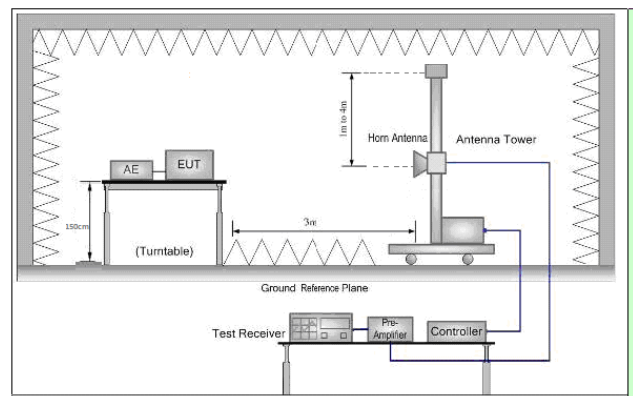 1m to 4m
Horn Antenna
Antenna Tower
AE
EUT
150cm
3m
(Turntable)
Ground Reference Plane
Test Receiver
Pre-
Amplifier
Controller